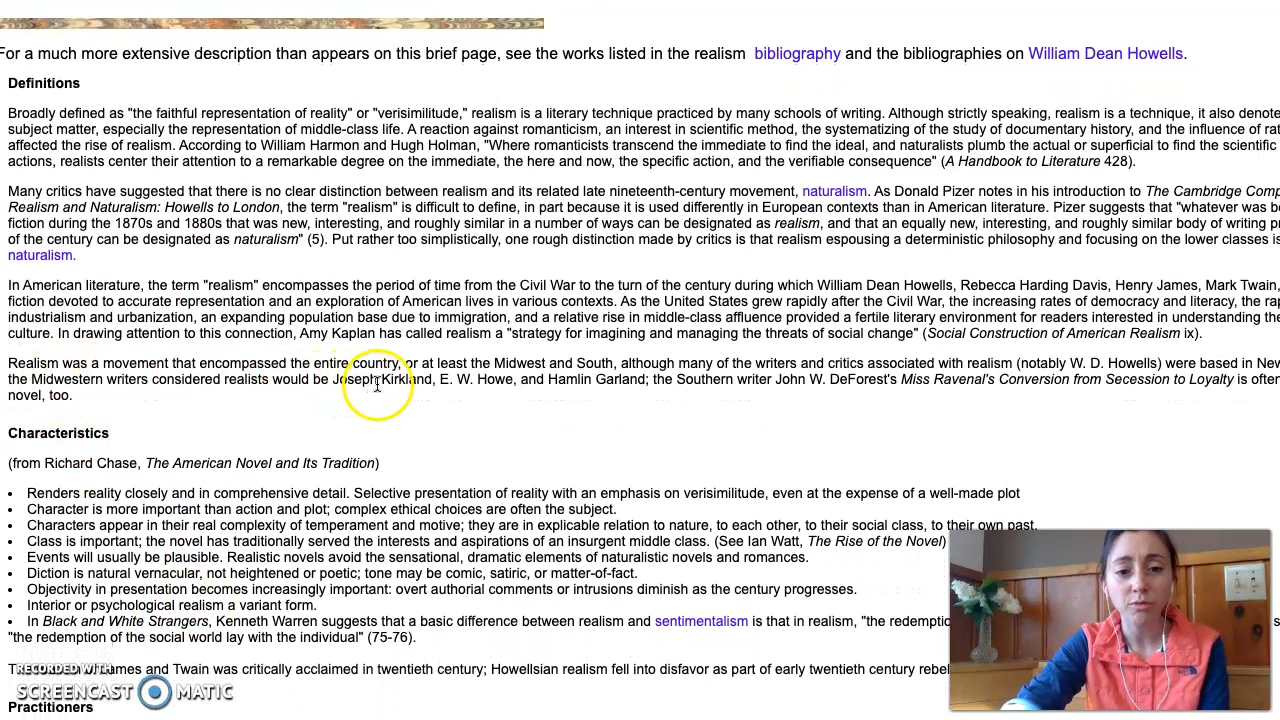 For a much more extensive description than appears on this brief page, see the works listed in the realism bibliography and the bibliographies on William Dean Howells.
Definitions
Broadly defined as "the faithful representation of reality" or "verisimilitude," realism is a literary technique practiced by many schools of writing. Although strictly speaking, realism is a technique, it also denote
subject matter, especially the representation of middle-class life. A reaction against romanticism, an interest in scientific method, the systematizing of the study of documentary history, and the influence of rat
affected the rise of realism. According to William Harmon and Hugh Holman, "Where romanticists transcend the immediate to find the ideal, and naturalists plumb the actual or superficial to find the scientific
actions, realists center their attention to a remarkable degree on the immediate, the here and now, the specific action, and the verifiable consequence" (A Handbook to Literature 428).
Many critics have suggested that there is no clear distinction between realism and its related late nineteenth-century movement, naturalism. As Donald Pizer notes in his introduction to The Cambridge Comp
Realism and Naturalism: Howells to London, the term "realism" is difficult to define, in part because it is used differently in European contexts than in American literature. Pizer suggests that "whatever was be
fiction during the 1870s and 1880s that was new, interesting, and roughly similar in a number of ways can be designated as realism, and that an equally new, interesting, and roughly similar body of writing pr
of the century can be designated as naturalism" (5). Put rather too simplistically, one rough distinction made by critics is that realism espousing a deterministic philosophy and focusing on the lower classes is
naturalism.
In American literature, the term "realism" encompasses the period of time from the Civil War to the turn of the century during which William Dean Howells, Rebecca Harding Davis, Henry James, Mark Twain,
fiction devoted to accurate representation and an exploration of American lives in various contexts. As the United States grew rapidly after the Civil War, the increasing rates of democracy and literacy, the rap
industrialism and urbanization, an expanding population base due to immigration, and a relative rise in middle-class affluence provided a fertile literary environment for readers interested in understanding the
culture. In drawing attention to this connection, Amy Kaplan has called realism a "strategy for imagining and managing the threats of social change" (Social Construction of American Realism ix).
Realism was a movement that encompassed the entire country, or at least the Midwest and South, although many of the writers and critics associated with realism (notably W. D. Howells) were based in New
the Midwestern writers considered realists would be Joseph Kirkland, E. W. Howe, and Hamlin Garland; the Southern writer John W. DeForest's Miss Ravenal's Conversion from Secession to Loyalty is often
novel, too.
Characteristics
(from Richard Chase, The American Novel and Its Tradition)
• Renders reality closely and in comprehensive detail. Selective presentation of reality with an emphasis on verisimilitude, even at the expense of a well-made plot
• Character is more important than action and plot; complex ethical choices are often the subject.
• Characters appear in their real complexity of temperament and motive; they are in explicable relation to nature, to each other, to their social class, to their own past.
• Class is important; the novel has traditionally served the interests and aspirations of an insurgent middle class. (See Ian Watt, The Rise of the Novel)
• Events will usually be plausible. Realistic novels avoid the sensational, dramatic elements of naturalistic novels and romances.
• Diction is natural vernacular, not heightened or poetic; tone may be comic, satiric, or matter-of-fact.
• Objectivity in presentation becomes increasingly important: overt authorial comments or intrusions diminish as the century progresses.
• Interior or psychological realism a variant form.
• In Black and White Strangers, Kenneth Warren suggests that a basic difference between realism and sentimentalism is that in realism, "the redemptio
"the redemption of the social world lay with the individual" (75-76).
James and Twain was critically acclaimed in twentieth century; Howellsian realism fell into disfavor as part of early twentieth century rebel
RECORDED WITH
SCREENCAST MATIC
Practitioners